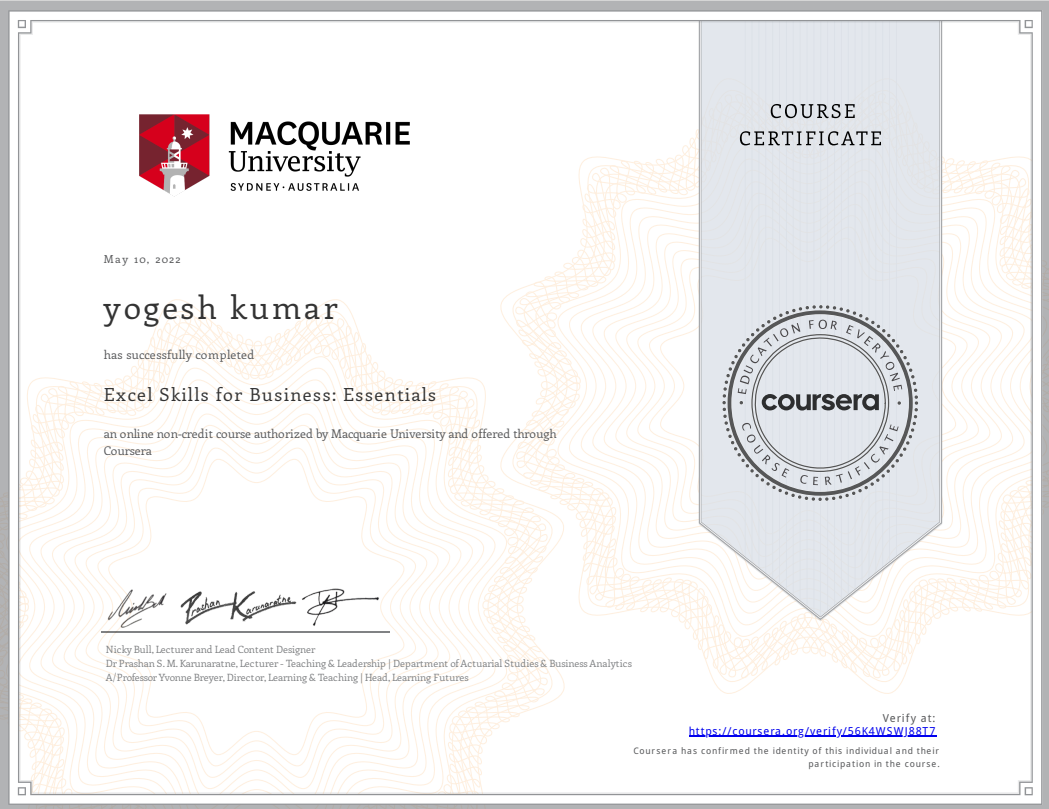 MACQUARIE
University
SYDNEY·AUSTRALIA
COURSE
CERTIFICATE
May 10, 2022
yogesh kumar
has successfully completed
Excel Skills for Business: Essentials
an online non-credit course authorized by Macquarie University and offered through
Coursera
EDUCATION FOR EVERYONE
coursera
COURSE CERTIFICATE
Prashan Karunaratne
Nicky Bull, Lecturer and Lead Content Designer
Dr Prashan S. M. Karunaratne, Lecturer - Teaching & Leadership | Department of Actuarial Studies & Business Analytics
A/Professor Yvonne Breyer, Director, Learning & Teaching | Head, Learning Futures
Verify at:
https://coursera.org/verify/56K4WSWJ88T7
Coursera has confirmed the identity of this individual and their
participation in the course.